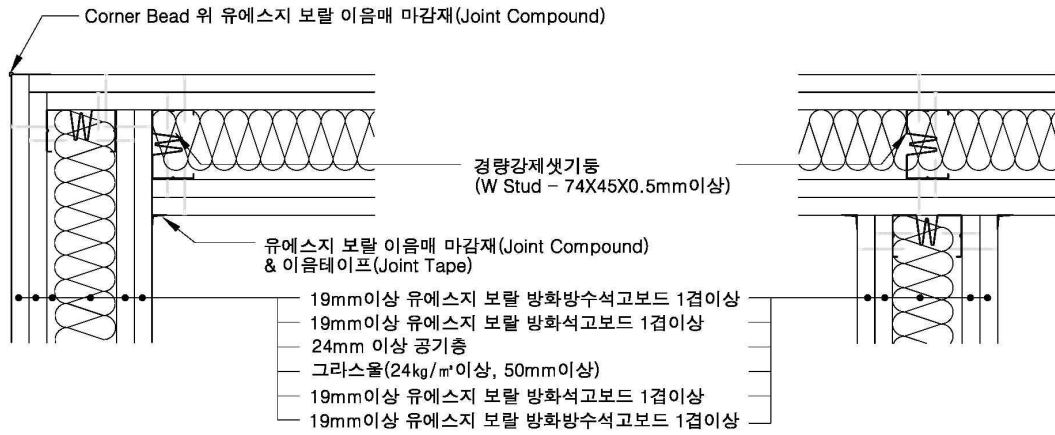 Corner Bead 위 유에스지 보랄 이음매 마감재(Joint Compound)
경량강제샛기둥
(W Stud - 74X45X0.5mm이상)
유에스지 보랄 이음매 마감재(Joint Compound)
& 이음테이프(Joint Tape)
19mm이상 유에스지 보랄 방화방수석고보드 1겹이상
19mm이상 유에스지 보랄 방화석고보드 1겹이상
24mm 이상 공기층
그라스울(24kg/㎥이상, 50mm이상)
19mm이상 유에스지 보랄 방화석고보드 1겹이상
19mm이상 유에스지 보랄 방화방수석고보드 1겹이상